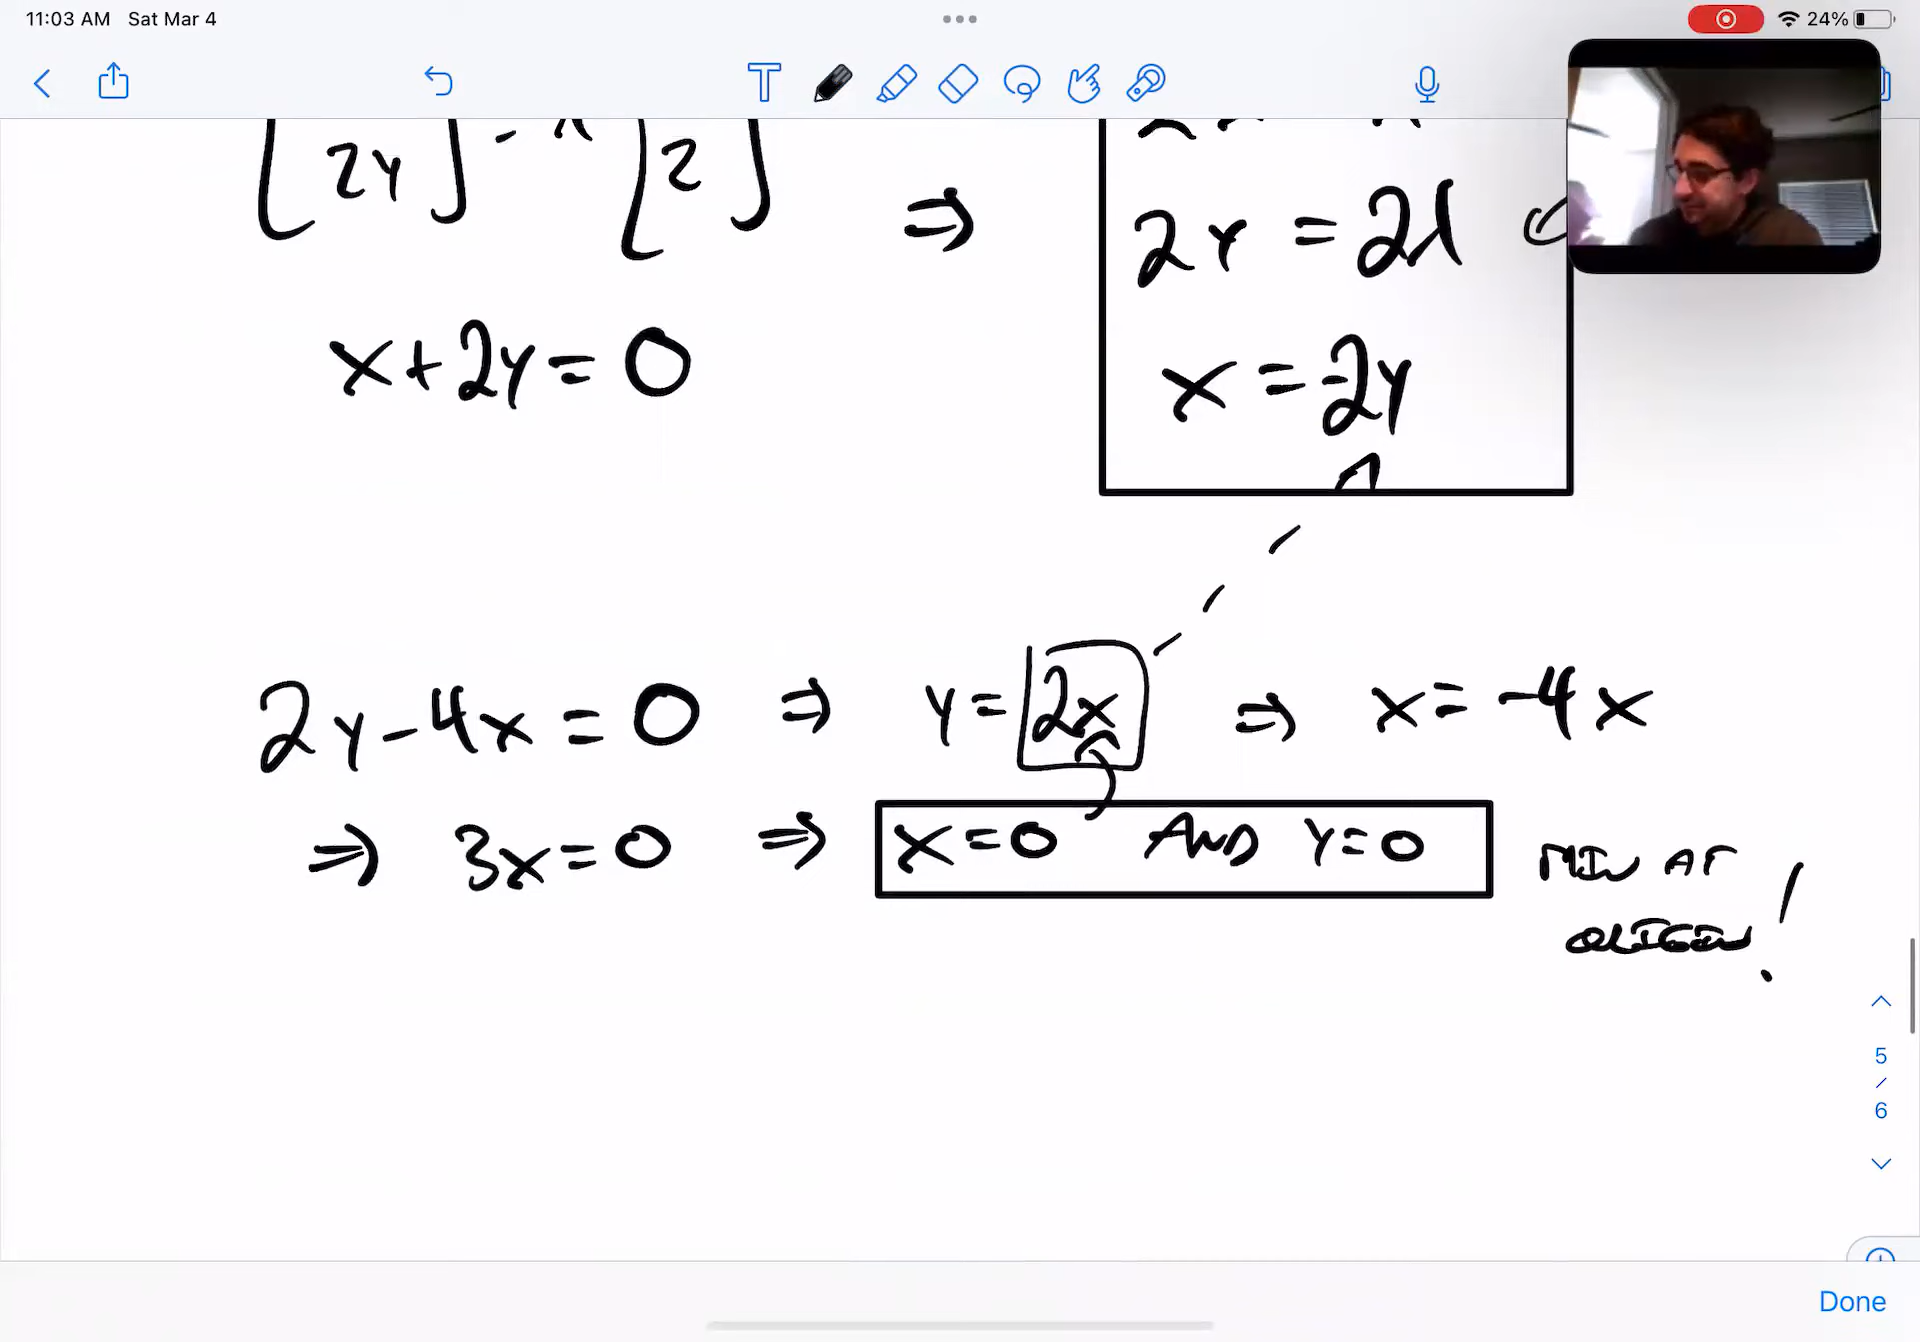 11:03 AM Sat Mar 4
24%
[2y] - λ [2]
⇒
2y = 2λ
x + 2y = 0
x = -2y
2y - 4x = 0 ⇒ y = 2x ⇒ x = -4x
⇒ 3x = 0 ⇒ x = 0 AND y = 0
MIN AT
ORIGIN!
5
/
6
Done